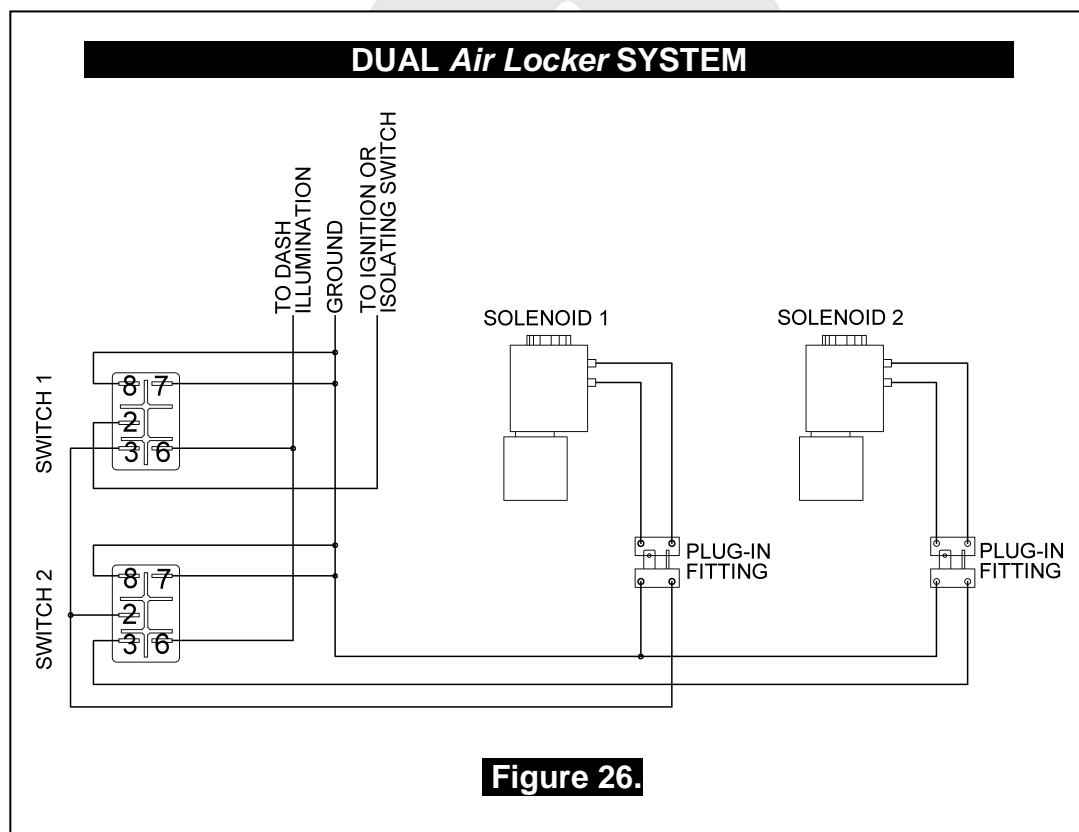 DUAL Air Locker SYSTEM
TO DASH
ILLUMINATION
GROUND
TO IGNITION OR
ISOLATING SWITCH
SOLENOID 1
SOLENOID 2
SWITCH 1
8 7
2
3 6
PLUG-IN
FITTING
PLUG-IN
FITTING
SWITCH 2
8 7
2
3 6
Figure 26.